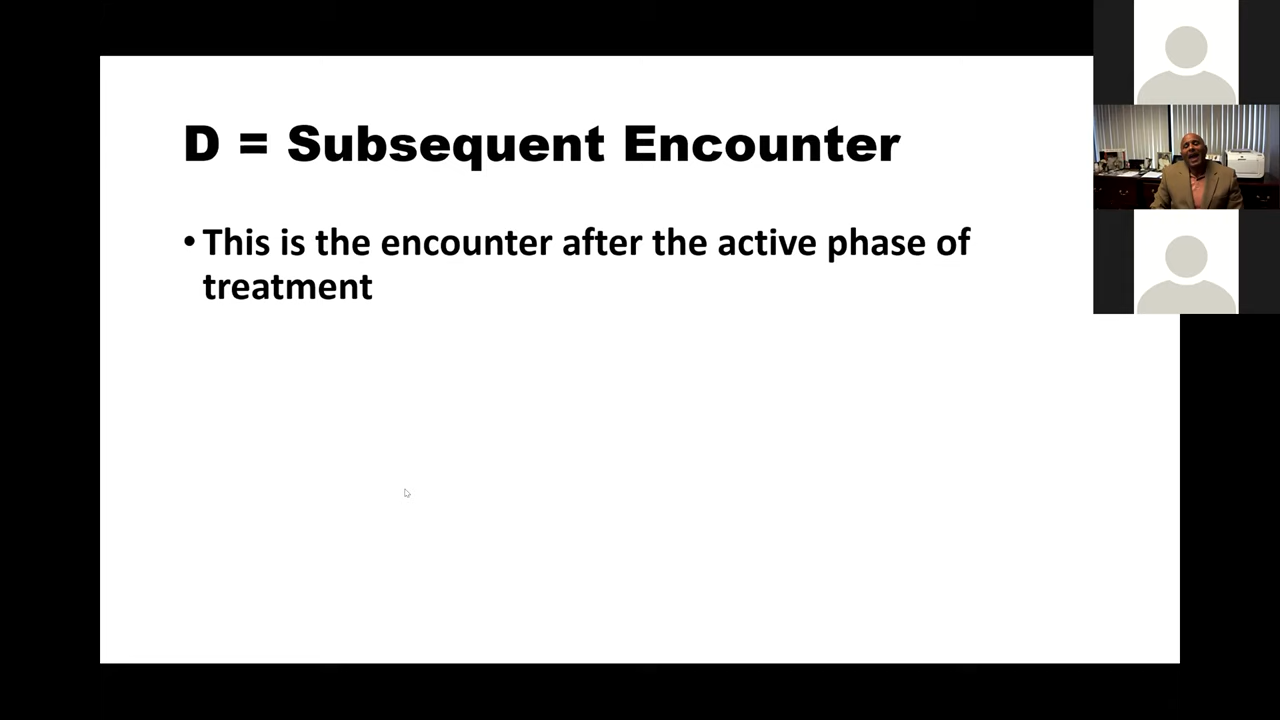 D = Subsequent Encounter
• This is the encounter after the active phase of
treatment